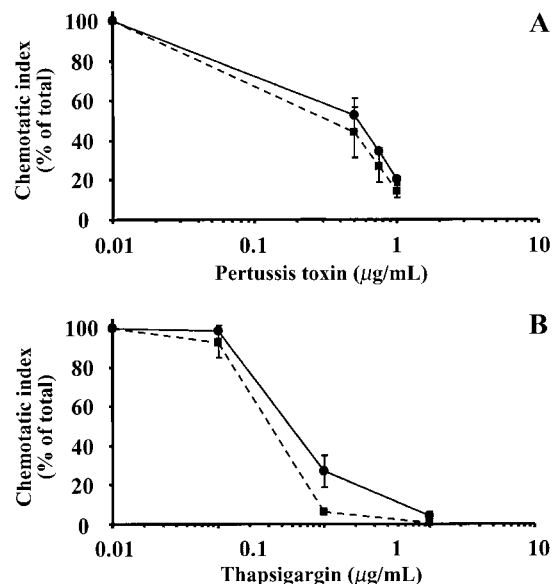 A
Chemotatic index
(% of total)
100
80
60
40
20
0
0.01 0.1 1 10
Pertussis toxin (µg/mL)
B
Chemotatic index
(% of total)
100
80
60
40
20
0
0.01 0.1 1 10
Thapsigargin (µg/mL)